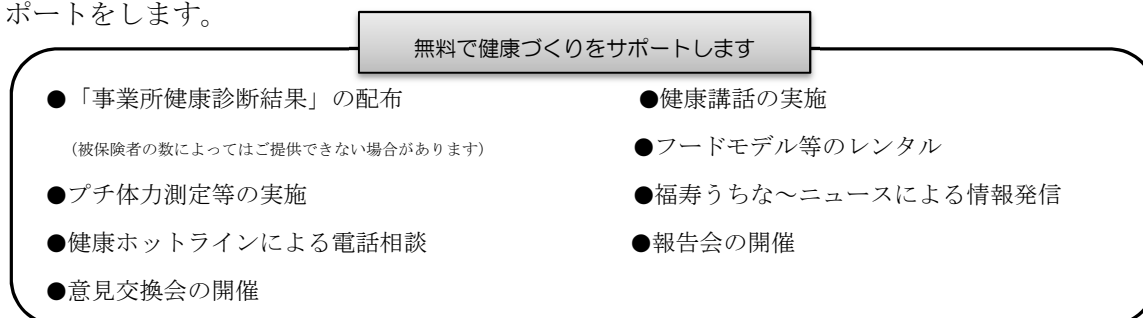 ポートをします。
無料で健康づくりをサポートします
●「事業所健康診断結果」の配布
（被保険者の数によってはご提供できない場合があります）
●プチ体力測定等の実施
●健康ホットラインによる電話相談
●意見交換会の開催
●健康講話の実施
●フードモデル等のレンタル
●福寿うちな～ニュースによる情報発信
●報告会の開催